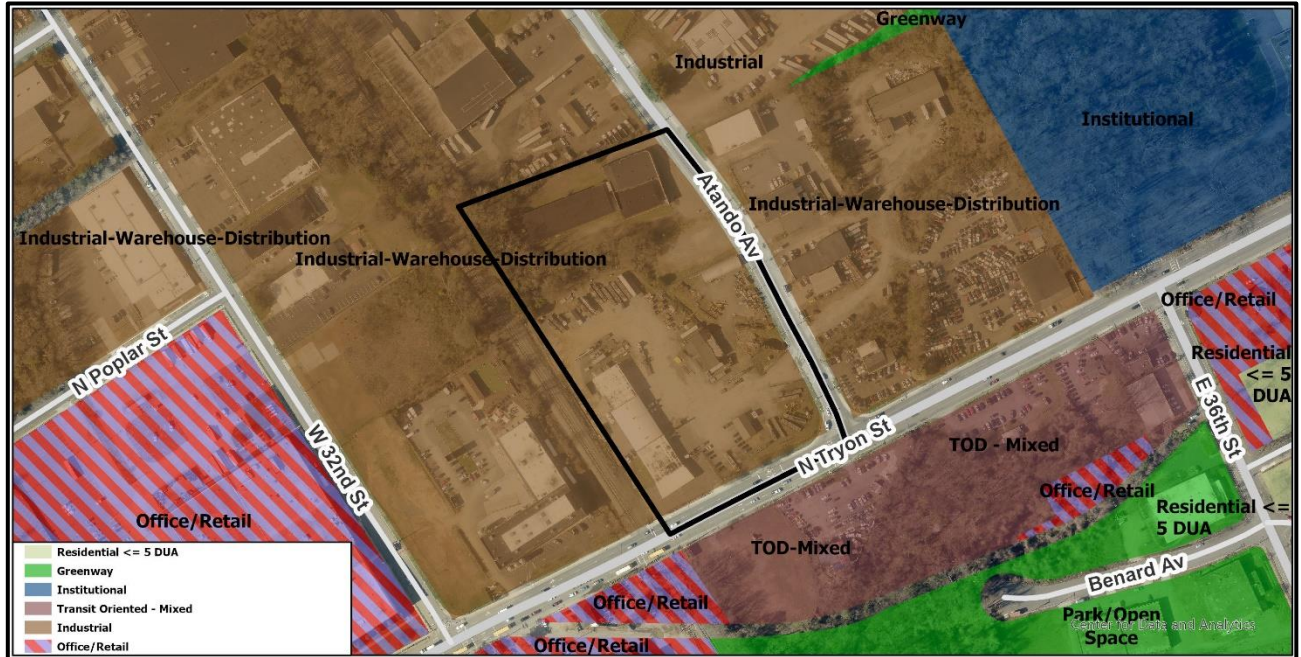 Greenway
Industrial
Institutional
Atando Av
Industrial-Warehouse-Distribution
Industrial-Warehouse-Distribution
Industrial-Warehouse-Distribution
Office/Retail
N Poplar St
Residential
<= 5
DUA
E 36th St
W 32nd St
N Tryon St
TOD - Mixed
Office/Retail
Office/Retail
Residential <=
5 DUA
TOD-Mixed
Benard Av
Office/Retail
Park/Open
Space
Office/Retail
Center for Data and Analytics
Residential <= 5 DUA
Greenway
Institutional
Transit Oriented - Mixed
Industrial
Office/Retail